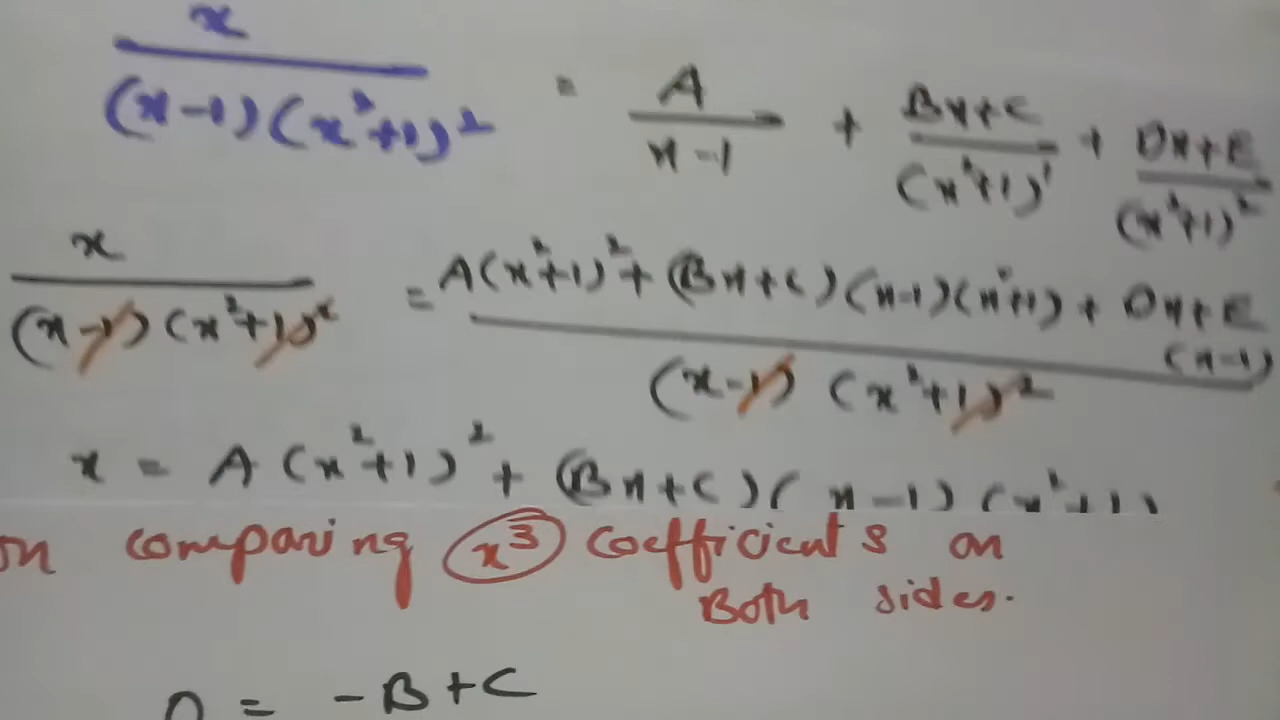 x/((x-1)(x²+1)²) = A/(x-1) + (Bx+C)/(x²+1)¹ + (Dx+E)/(x²+1)²
x/((x-1)(x²+1)²) = (A(x²+1)² + (Bx+C)(x-1)(x²+1) + Dx+E (x-1))/((x-1)(x²+1)²)
x = A(x²+1)² + (Bx+C)(x-1)(x²+1)
on comparing x³ coefficients on
Both sides.
0 = -B+C